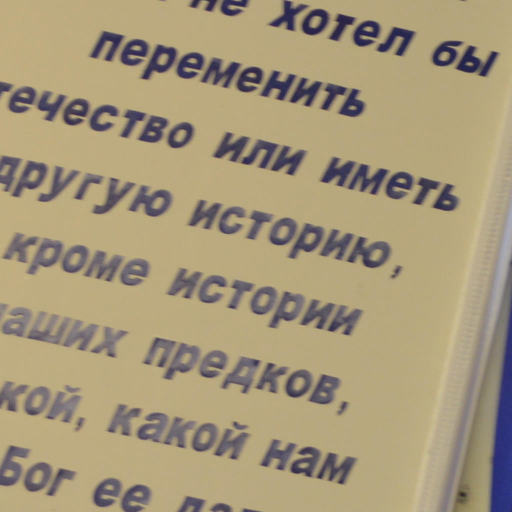 не хотел бы
переменить
течество или иметь
другую историю,
кроме истории
наших предков,
кой, какой нам
Бог ее